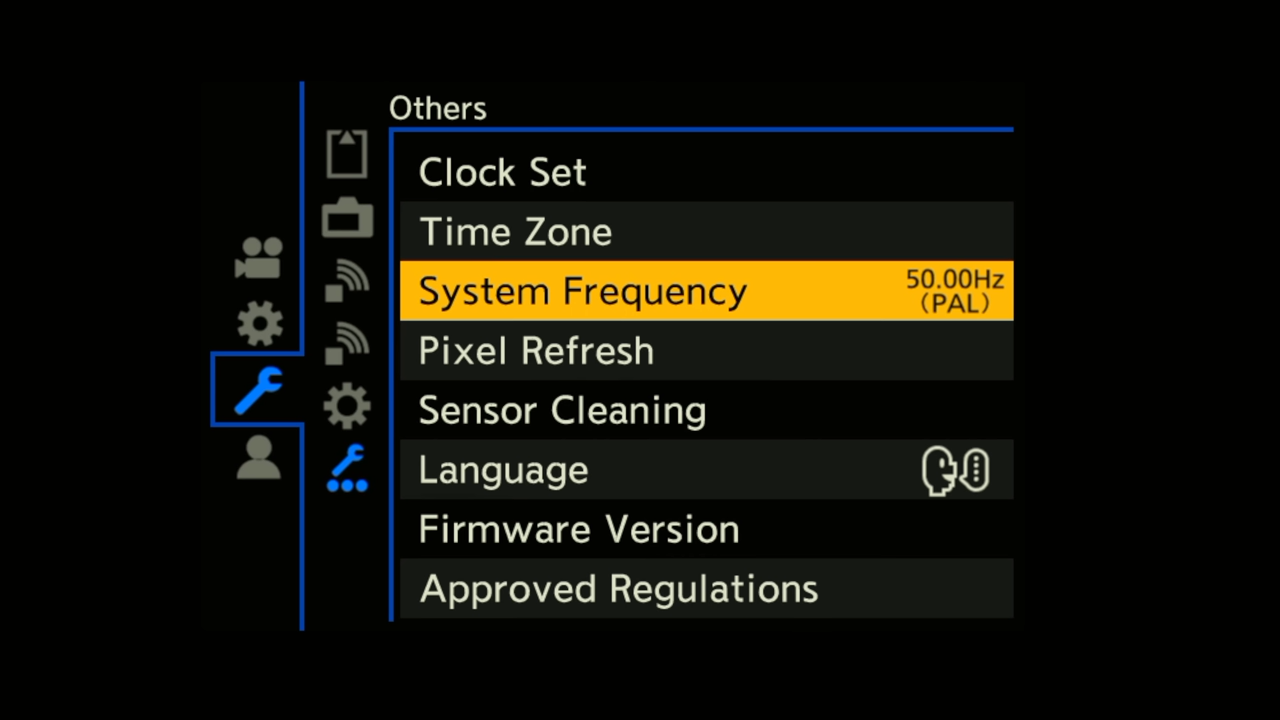 Others
Clock Set
Time Zone
System Frequency 50.00Hz
(PAL)
Pixel Refresh
Sensor Cleaning
Language
Firmware Version
Approved Regulations